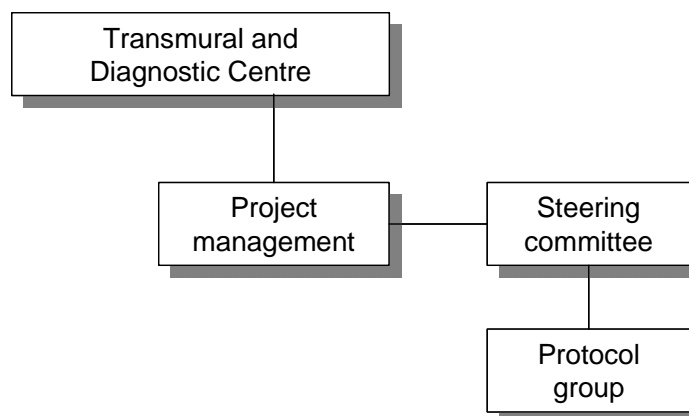 Transmural and
Diagnostic Centre
Project
management
Steering
committee
Protocol
group